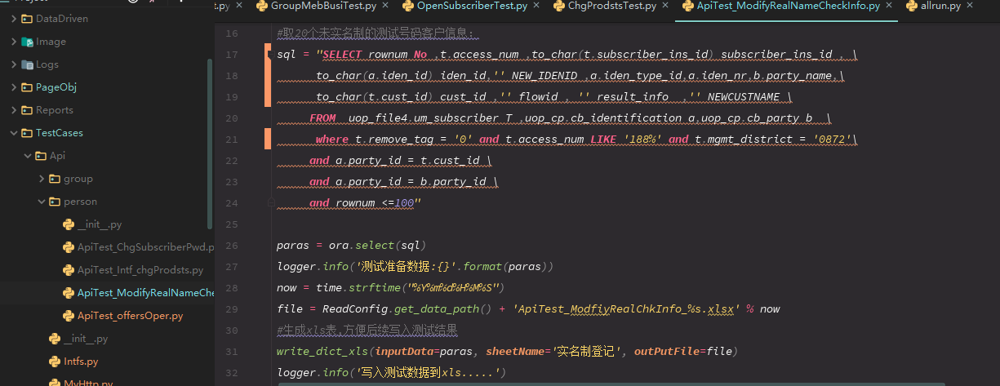 Project
t.py
GroupMebBusiTest.py
OpenSubscriberTest.py
ChgProdstsTest.py
ApiTest_ModifyRealNameCheckInfo.py
allrun.py
DataDriven
Image
Logs
PageObj
Reports
TestCases
Api
group
person
__init__.py
ApiTest_ChgSubscriberPwd.p
ApiTest_Intf_chgProdsts.py
ApiTest_ModifyRealNameChe
ApiTest_offersOper.py
__init__.py
Intfs.py
MyHttp.py
16 #取20个未实名制的测试号码客户信息;
17 sql = "SELECT rownum No ,t.access_num ,to_char(t.subscriber_ins_id) subscriber_ins_id , \
18 to_char(a.iden_id) iden_id,'' NEW_IDENID ,a.iden_type_id,a.iden_nr,b.party_name,\
19 to_char(t.cust_id) cust_id ,'' flowid , '' result_info ,'' NEWCUSTNAME \
20 FROM uop_file4.um_subscriber T ,uop_cp.cb_identification a,uop_cp.cb_party b \
21 where t.remove_tag = '0' and t.access_num LIKE '188%' and t.mgmt_district = '0872'\
22 and a.party_id = t.cust_id \
23 and a.party_id = b.party_id \
24 and rownum <=100"
25
26 paras = ora.select(sql)
27 logger.info('测试准备数据:{}'.format(paras))
28 now = time.strftime("%Y%m%d%H%M%S")
29 file = ReadConfig.get_data_path() + 'ApiTest_ModfiyRealChkInfo_%s.xlsx' % now
30 #生成xls表,方便后续写入测试结果
31 write_dict_xls(inputData=paras, sheetName='实名制登记', outPutFile=file)
32 logger.info('写入测试数据到xls.....')